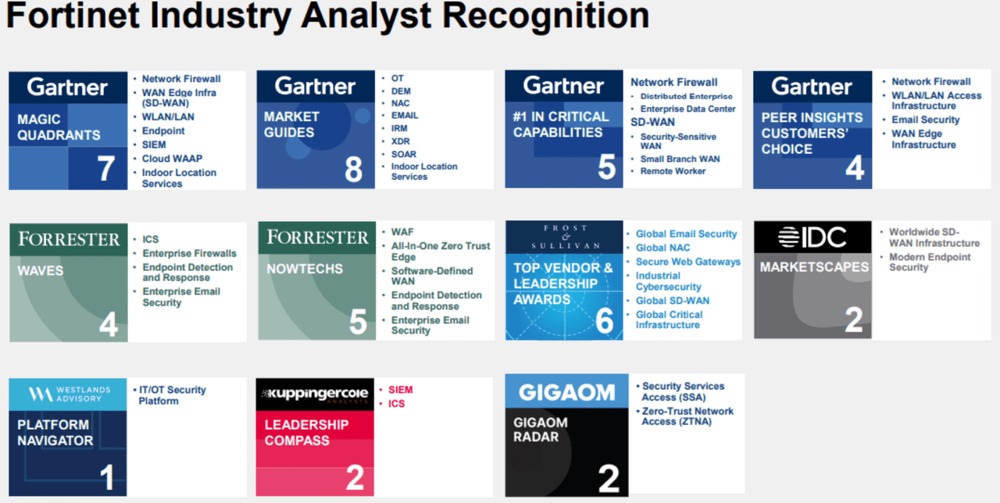 Fortinet Industry Analyst Recognition
Gartner
MAGIC
QUADRANTS
7
• Network Firewall
• WAN Edge Infra
(SD-WAN)
• WLAN/LAN
• Endpoint
• SIEM
• Cloud WAAP
• Indoor Location
Services
Gartner
MARKET
GUIDES
8
• OT
• DEM
• NAC
• EMAIL
• IRM
• XDR
• SOAR
• Indoor Location
Services
Gartner
#1 IN CRITICAL
CAPABILITIES
5
Network Firewall
• Distributed Enterprise
• Enterprise Data Center
SD-WAN
• Security-Sensitive
WAN
• Small Branch WAN
• Remote Worker
Gartner
PEER INSIGHTS
CUSTOMERS'
CHOICE
4
• Network Firewall
• WLAN/LAN Access
Infrastructure
• Email Security
• WAN Edge
Infrastructure
FORRESTER
WAVES
4
• ICS
• Enterprise Firewalls
• Endpoint Detection
and Response
• Enterprise Email
Security
FORRESTER
NOWTECHS
5
• WAF
• All-In-One Zero Trust
Edge
• Software-Defined
WAN
• Endpoint Detection
and Response
• Enterprise Email
Security
FROST
&
SULLIVAN
TOP VENDOR &
LEADERSHIP
AWARDS
6
• Global Email Security
• Global NAC
• Secure Web Gateways
• Industrial
Cybersecurity
• Global SD-WAN
• Global Critical
Infrastructure
IDC
MARKETSCAPES
2
• Worldwide SD-
WAN Infrastructure
• Modern Endpoint
Security
WESTLANDS
ADVISORY
PLATFORM
NAVIGATOR
1
• IT/OT Security
Platform
kuppingercole
ANALYSTS
LEADERSHIP
COMPASS
2
• SIEM
• ICS
GIGAOM
GIGAOM
RADAR
2
• Security Services
Access (SSA)
• Zero-Trust Network
Access (ZTNA)